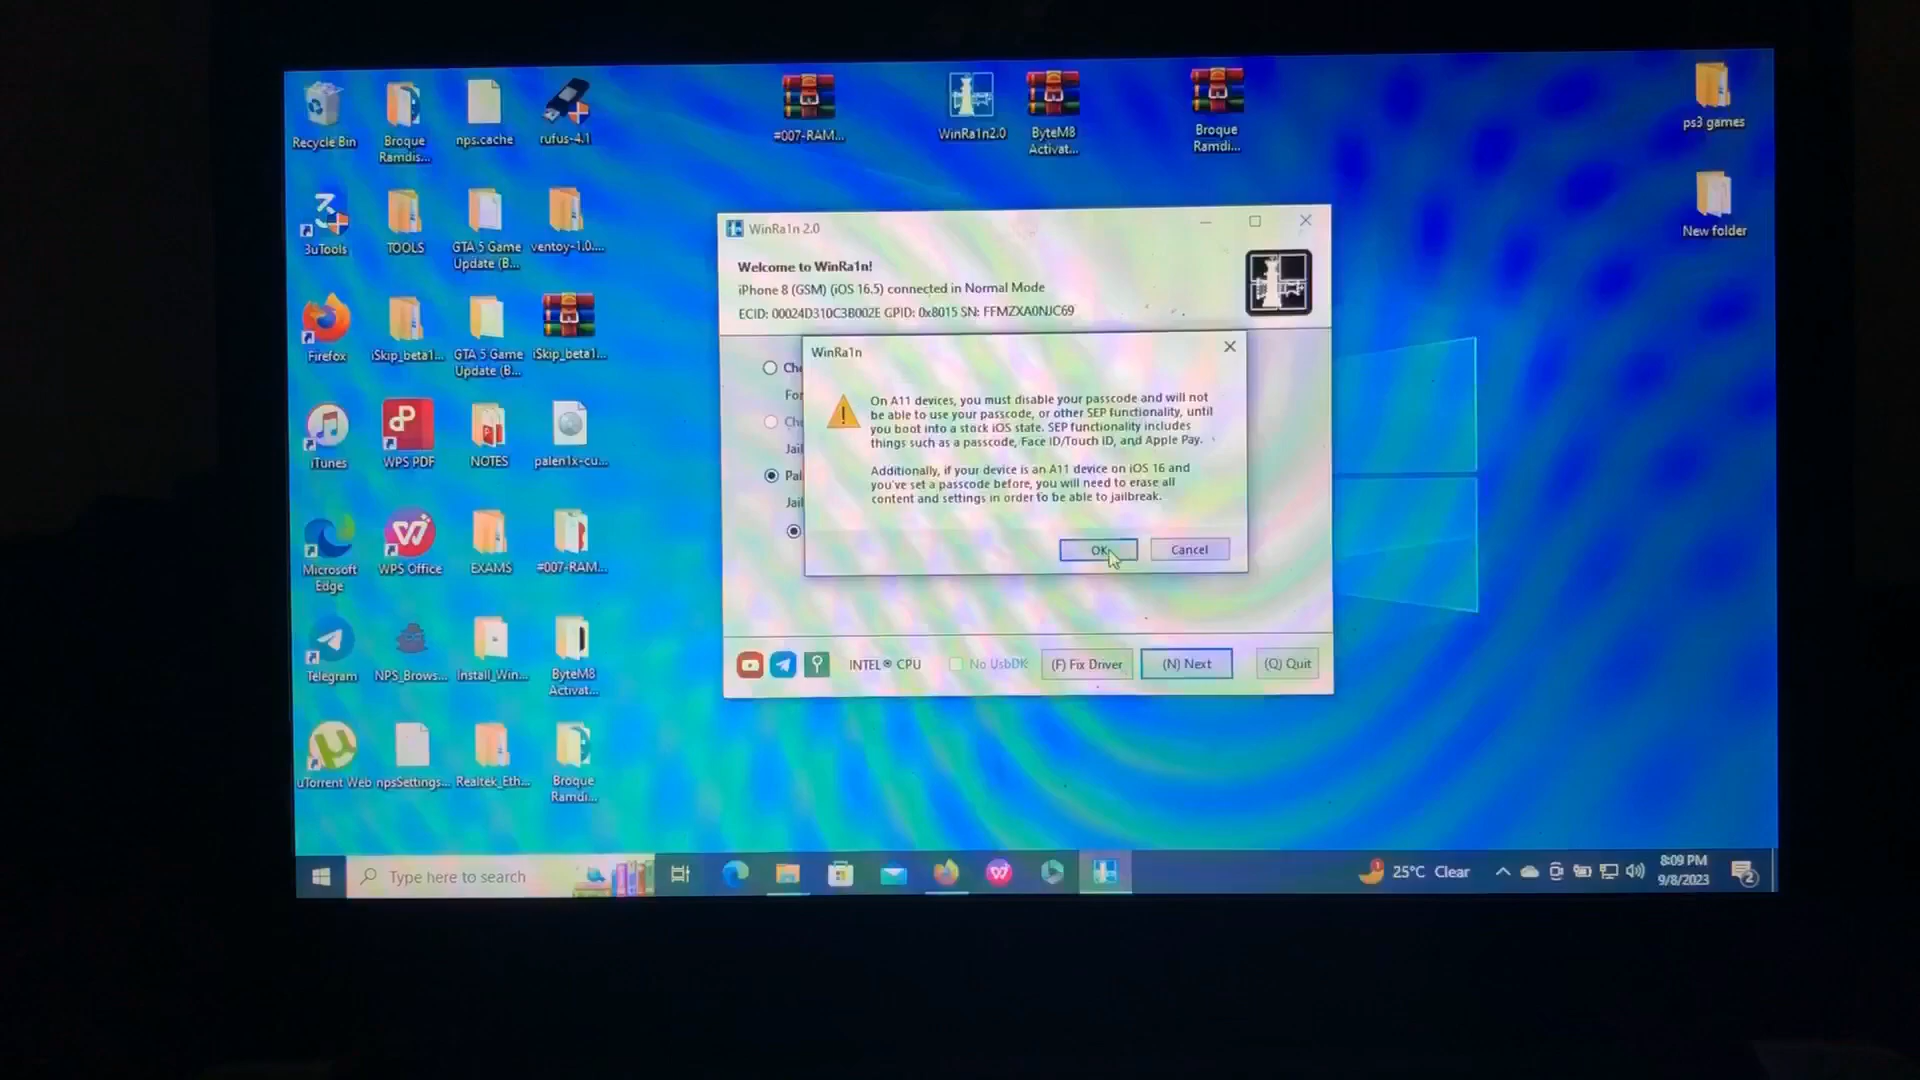 Recycle Bin
Broque
Ramdis...
nps.cache
rufus-4.1
#007-RAM...
WinRa1n2.0
ByteM8
Activat...
Broque
Ramdi...
ps3 games
3uTools
TOOLS
GTA 5 Game
Update (B...
ventoy-1.0....
New folder
WinRa1n 2.0
Welcome to WinRa1n!
iPhone 8 (GSM) (iOS 16.5) connected in Normal Mode
ECID: 00024D310C3B002E GPID: 0x8015 SN: FFMZXA0NJC69
Firefox
iSkip_beta1...
GTA 5 Game
Update (B...
iSkip_beta1...
WinRa1n
On A11 devices, you must disable your passcode and will not
be able to use your passcode, or other SEP functionality, until
you boot into a stock iOS state. SEP functionality includes
things such as a passcode, Face ID/Touch ID, and Apple Pay.
Additionally, if your device is an A11 device on iOS 16 and
you've set a passcode before, you will need to erase all
content and settings in order to be able to jailbreak.
OK
Cancel
iTunes
WPS PDF
NOTES
palen1x-cu...
Microsoft
Edge
WPS Office
EXAMS
#007-RAM...
INTEL® CPU
No UsbDK
(F) Fix Driver
(N) Next
(Q) Quit
Telegram
NPS_Brows...
Install_Win...
ByteM8
Activat...
uTorrent Web
npsSettings...
Realtek_Eth...
Broque
Ramdi...
Type here to search
25°C Clear
8:09 PM
9/8/2023